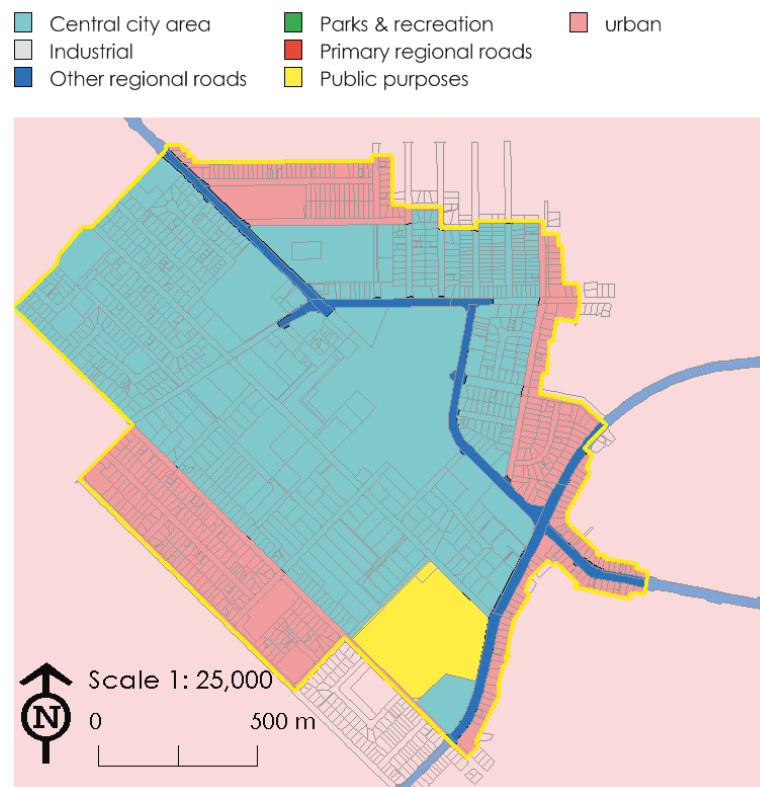 Central city area
Parks & recreation
urban
Industrial
Primary regional roads
Other regional roads
Public purposes
Scale 1: 25,000
N
0
500 m